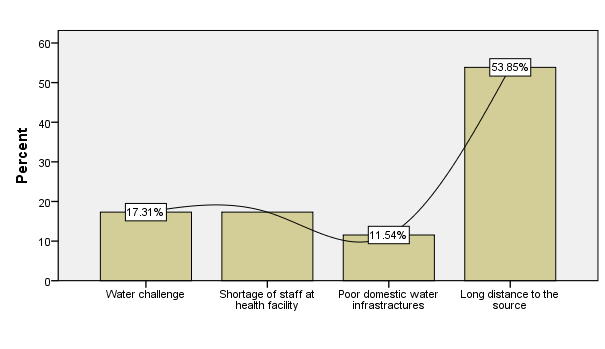 60
50
40
30
20
10
0
Percent
17.31%
11.54%
53.85%
Water challenge
Shortage of staff at
health facility
Poor domestic water
infrastractures
Long distance to the
source